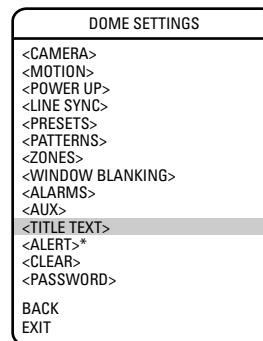 DOME SETTINGS
<CAMERA>
<MOTION>
<POWER UP>
<LINE SYNC>
<PRESETS>
<PATTERNS>
<ZONES>
<WINDOW BLANKING>
<ALARMS>
<AUX>
<TITLE TEXT>
<ALERT>*
<CLEAR>
<PASSWORD>
BACK
EXIT